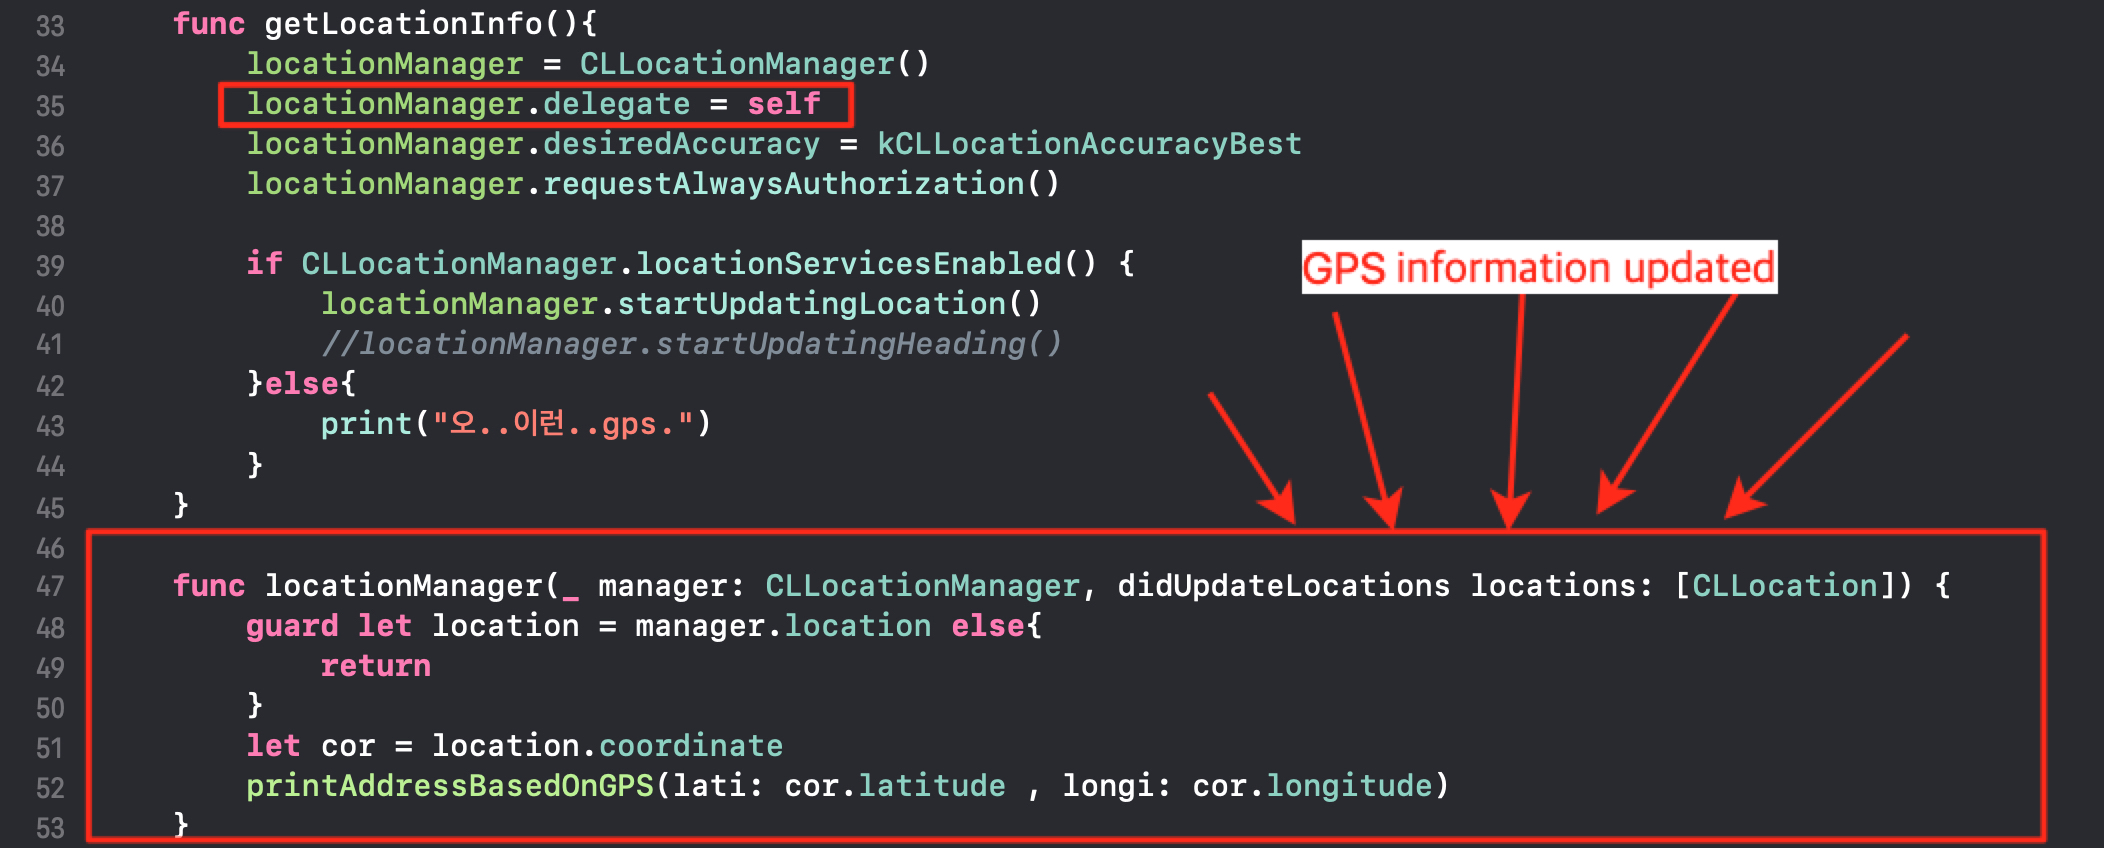 33 func getLocationInfo(){
34 locationManager = CLLocationManager()
35 locationManager.delegate = self
36 locationManager.desiredAccuracy = kCLLocationAccuracyBest
37 locationManager.requestAlwaysAuthorization()
38
39 if CLLocationManager.locationServicesEnabled() {
GPS information updated
40 locationManager.startUpdatingLocation()
41 //locationManager.startUpdatingHeading()
42 }else{
43 print("오..이런..gps.")
44 }
45 }
46
47 func locationManager(_ manager: CLLocationManager, didUpdateLocations locations: [CLLocation]) {
48 guard let location = manager.location else{
49 return
50 }
51 let cor = location.coordinate
52 printAddressBasedOnGPS(lati: cor.latitude , longi: cor.longitude)
53 }